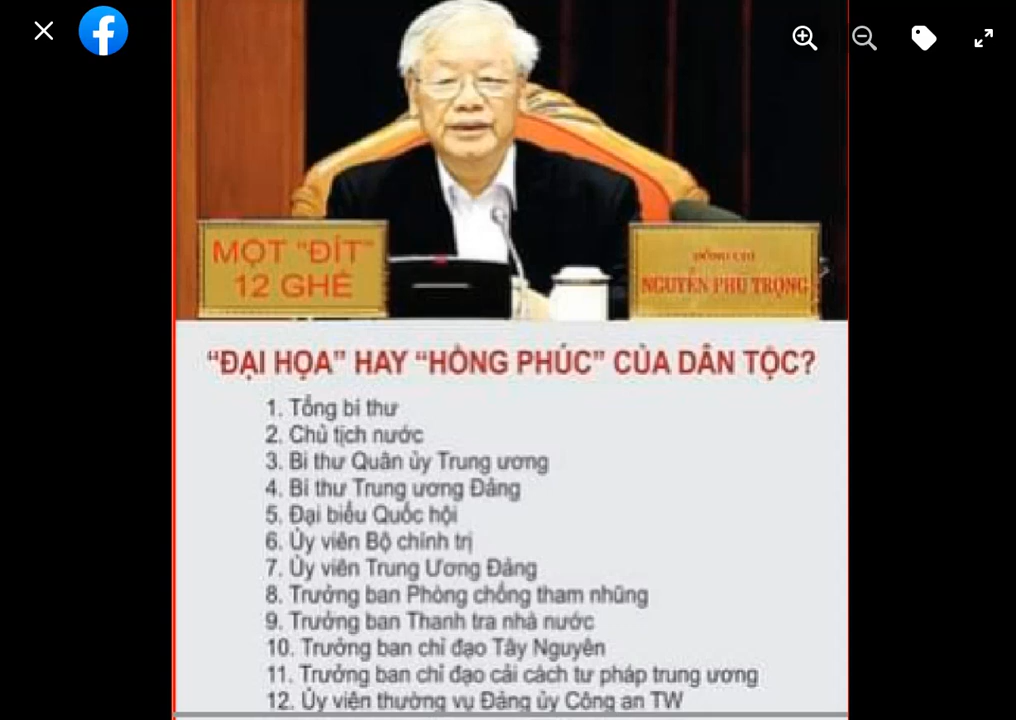 MỘT "ĐÍT"
12 GHẾ
ĐỒNG CHÍ
NGUYỄN PHÚ TRỌNG
“ĐẠI HỌA” HAY “HỒNG PHÚC” CỦA DÂN TỘC?
1. Tổng bí thư
2. Chủ tịch nước
3. Bí thư Quân ủy Trung ương
4. Bí thư Trung ương Đảng
5. Đại biểu Quốc hội
6. Ủy viên Bộ chính trị
7. Ủy viên Trung Ương Đảng
8. Trưởng ban Phòng chống tham nhũng
9. Trưởng ban Thanh tra nhà nước
10. Trưởng ban chỉ đạo Tây Nguyên
11. Trưởng ban chỉ đạo cải cách tư pháp trung ương
12. Ủy viên thường vụ Đảng ủy Công an TW